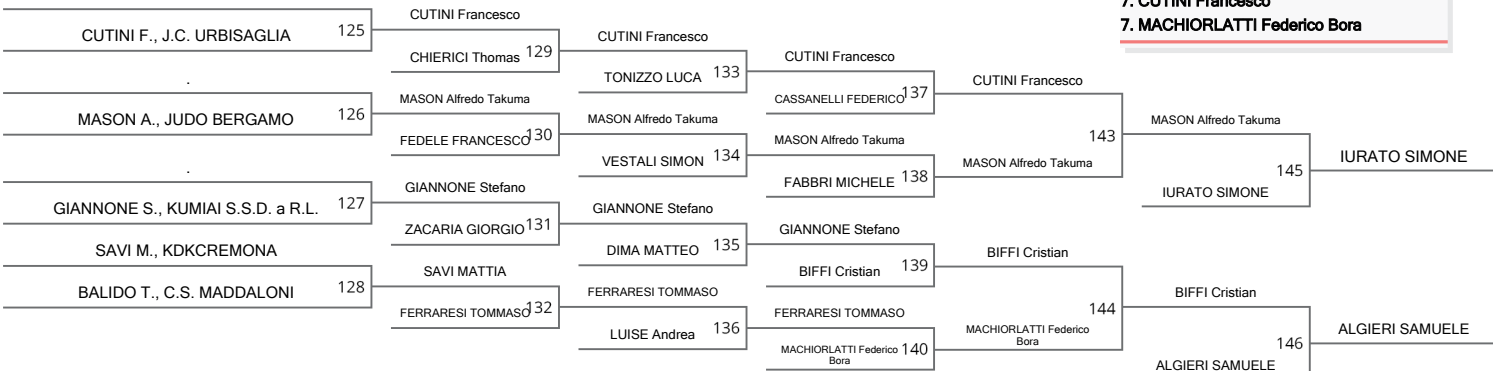 7. CUTINI Francesco
7. MACHIORLATTI Federico Bora
CUTINI F., J.C. URBISAGLIA
125
.
MASON A., JUDO BERGAMO
126
.
GIANNONE S., KUMIAI S.S.D. a R.L.
127
SAVI M., KDKCREMONA
BALIDO T., C.S. MADDALONI
128
CUTINI Francesco
CHIERICI Thomas
129
MASON Alfredo Takuma
FEDELE FRANCESCO
130
GIANNONE Stefano
ZACARIA GIORGIO
131
SAVI MATTIA
FERRARESI TOMMASO
132
CUTINI Francesco
TONIZZO LUCA
133
MASON Alfredo Takuma
VESTALI SIMON
134
GIANNONE Stefano
DIMA MATTEO
135
FERRARESI TOMMASO
LUISE Andrea
136
CUTINI Francesco
CASSANELLI FEDERICO
137
MASON Alfredo Takuma
FABBRI MICHELE
138
GIANNONE Stefano
BIFFI Cristian
139
FERRARESI TOMMASO
MACHIORLATTI Federico
Bora
140
CUTINI Francesco
143
MASON Alfredo Takuma
BIFFI Cristian
144
MACHIORLATTI Federico
Bora
MASON Alfredo Takuma
145
IURATO SIMONE
BIFFI Cristian
146
ALGIERI SAMUELE
IURATO SIMONE
ALGIERI SAMUELE